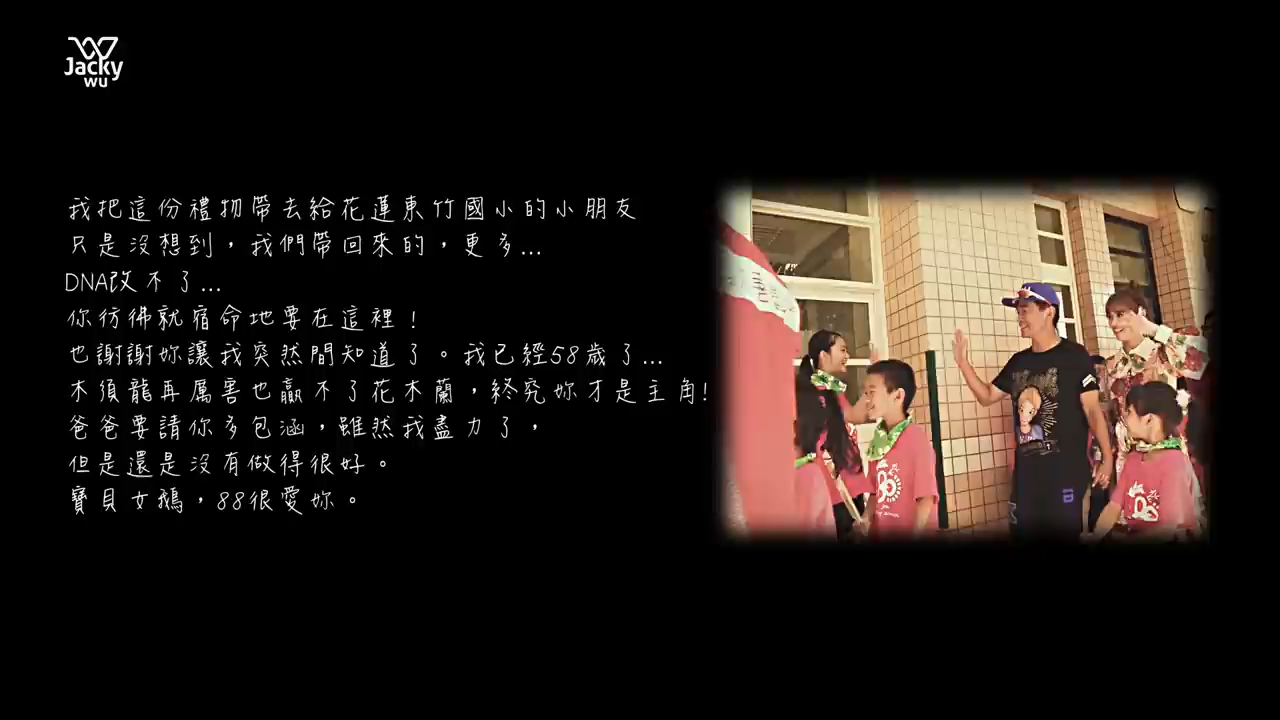 Jacky
wu
我把這份禮物帶去給花蓮東竹國小的小朋友
只是沒想到，我們帶回來的，更多...
DNA改不了...
你彷彿就宿命地要在這裡！
也謝謝妳讓我突然間知道了。我已經58歲了...
木須龍再厲害也贏不了花木蘭，終究妳才是主角!
爸爸要請你多包涵，雖然我盡力了，
但是還是沒有做得很好。
寶貝女鵝，88很愛妳。